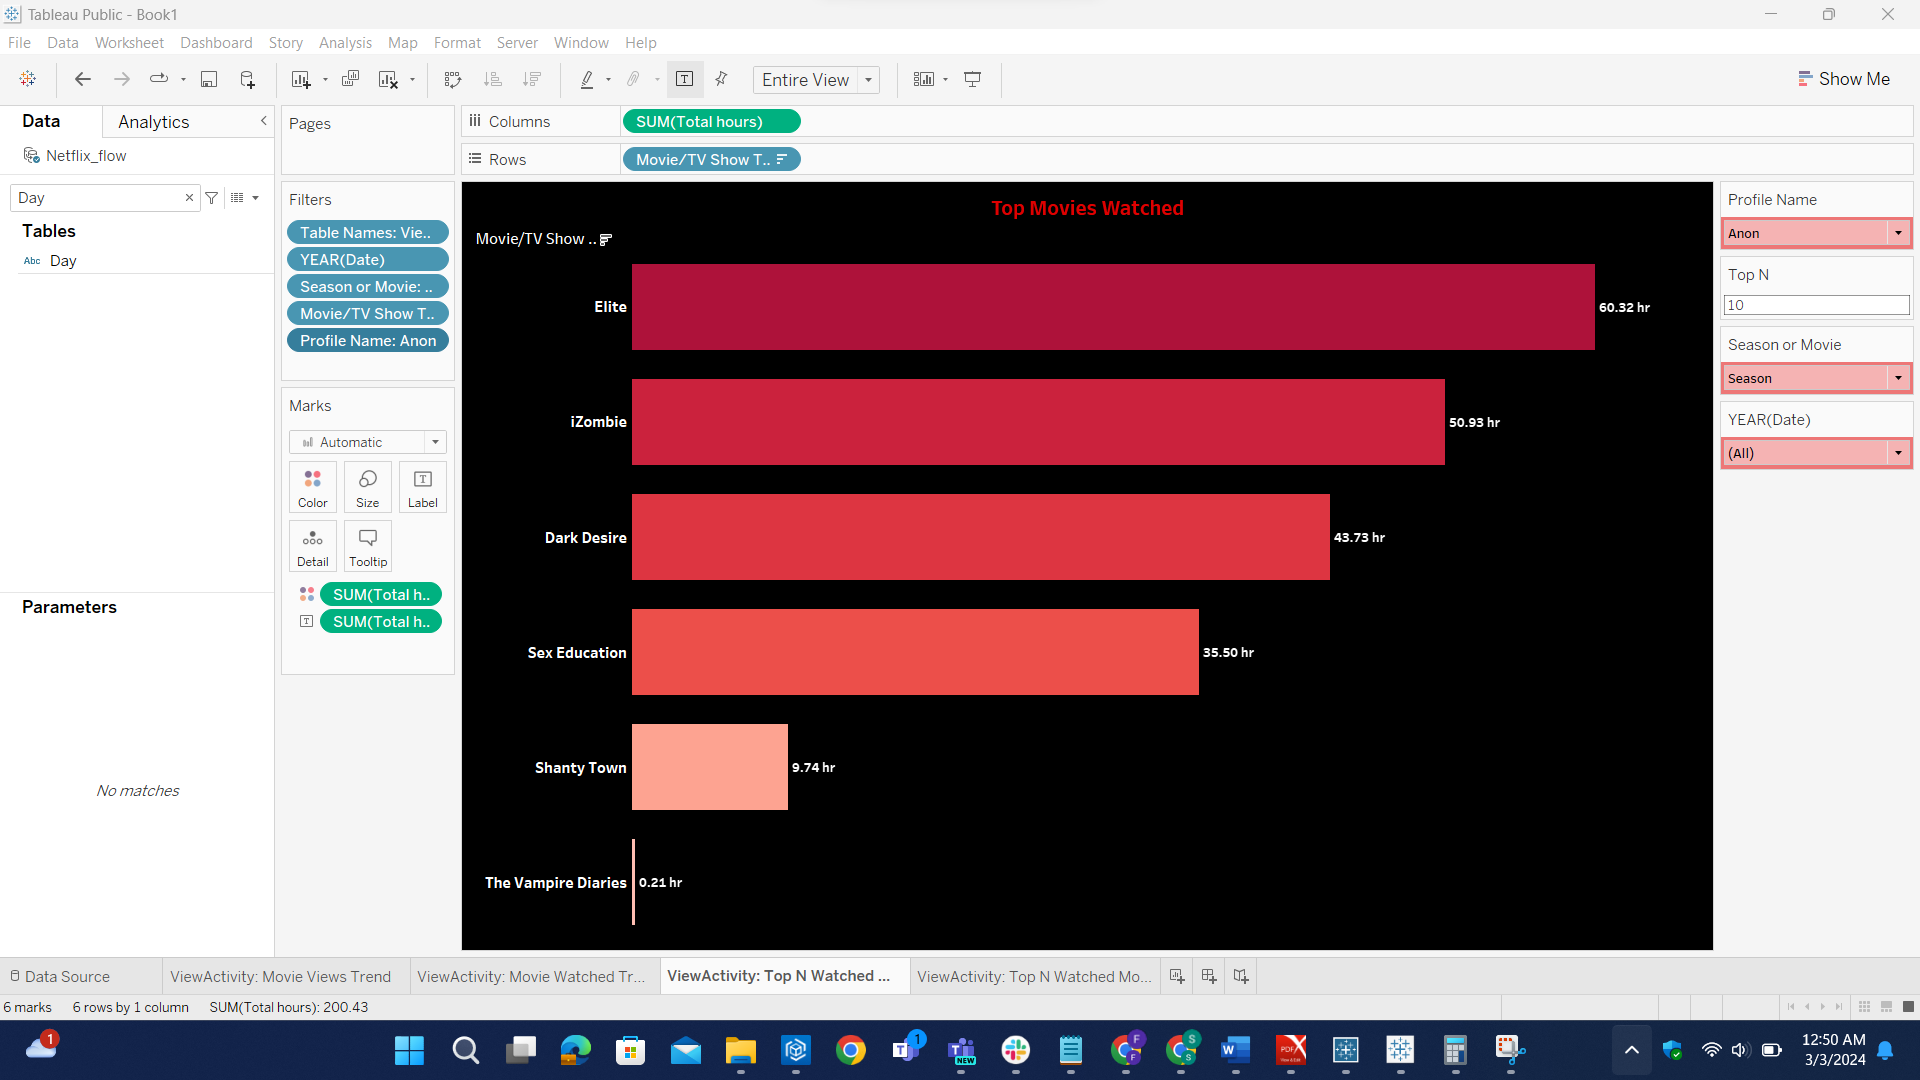 Tableau Public - Book1
File Data Worksheet Dashboard Story Analysis Map Format Server Window Help
Entire View
Show Me
Data
Analytics
Netflix_flow
Day
Tables
Abc Day
Parameters
No matches
Pages
Filters
Table Names: Vie..
YEAR(Date)
Season or Movie: ..
Movie/TV Show T..
Profile Name: Anon
Marks
Automatic
Color Size Label
Detail Tooltip
SUM(Total h..
SUM(Total h..
Columns SUM(Total hours)
Rows Movie/TV Show T..
Top Movies Watched
Movie/TV Show ..
Elite 60.32 hr
iZombie 50.93 hr
Dark Desire 43.73 hr
Sex Education 35.50 hr
Shanty Town 9.74 hr
The Vampire Diaries 0.21 hr
Profile Name
Anon
Top N
10
Season or Movie
Season
YEAR(Date)
(All)
Data Source ViewActivity: Movie Views Trend ViewActivity: Movie Watched Tr... ViewActivity: Top N Watched ... ViewActivity: Top N Watched Mo...
6 marks 6 rows by 1 column SUM(Total hours): 200.43
1
1
NEW
F
F
S
S
W
PDF
12:50 AM
3/3/2024